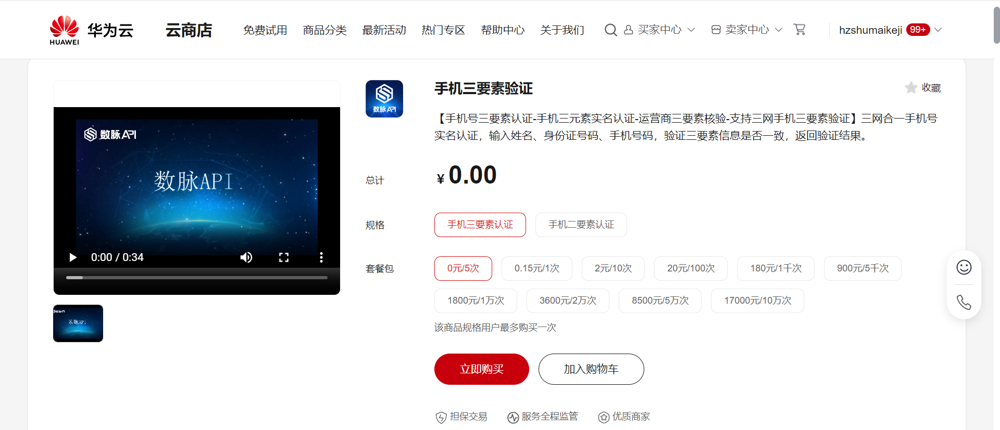 HUAWEI
华为云
云商店
免费试用
商品分类
最新活动
热门专区
帮助中心
关于我们
买家中心
卖家中心
hzshumaikeji
99+
数脉API
数脉API
0:00 / 0:34
数脉API
数脉API
数脉API
手机三要素验证
收藏
【手机号三要素认证-手机三元素实名认证-运营商三要素核验-支持三网手机三要素验证】三网合一手机号
实名认证，输入姓名、身份证号码、手机号码，验证三要素信息是否一致，返回验证结果。
总计
¥ 0.00
规格
手机三要素认证
手机二要素认证
套餐包
0元/5次
0.15元/1次
2元/10次
20元/100次
180元/1千次
900元/5千次
1800元/1万次
3600元/2万次
8500元/5万次
17000元/10万次
该商品规格用户最多购买一次
立即购买
加入购物车
担保交易
服务全程监管
优质商家